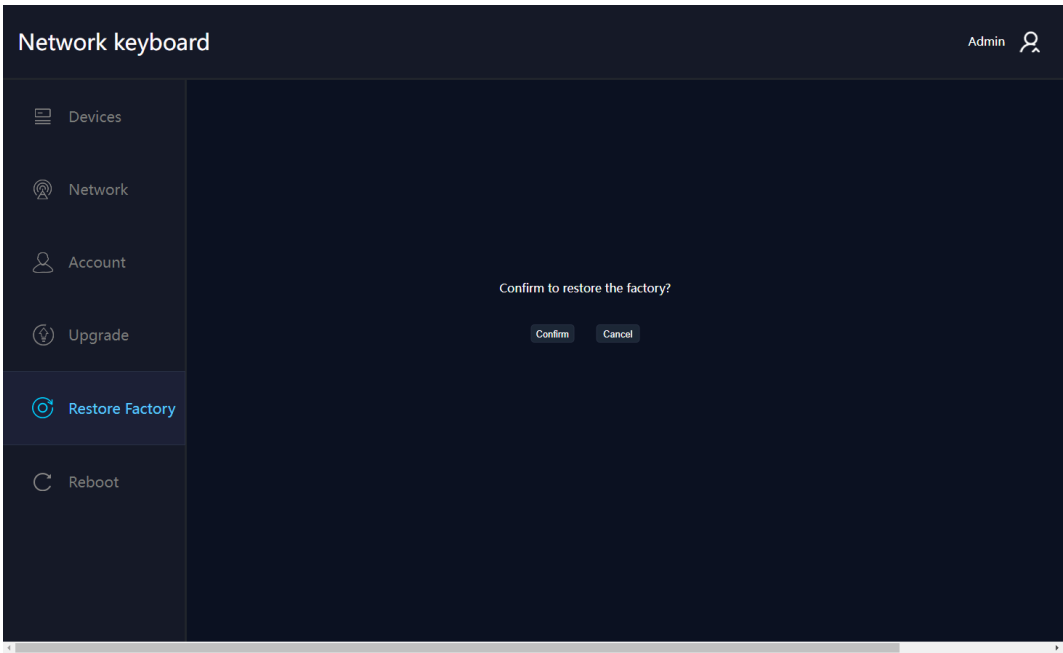 Network keyboard
Admin
Devices
Network
Account
Upgrade
Restore Factory
Reboot
Confirm to restore the factory?
Confirm Cancel